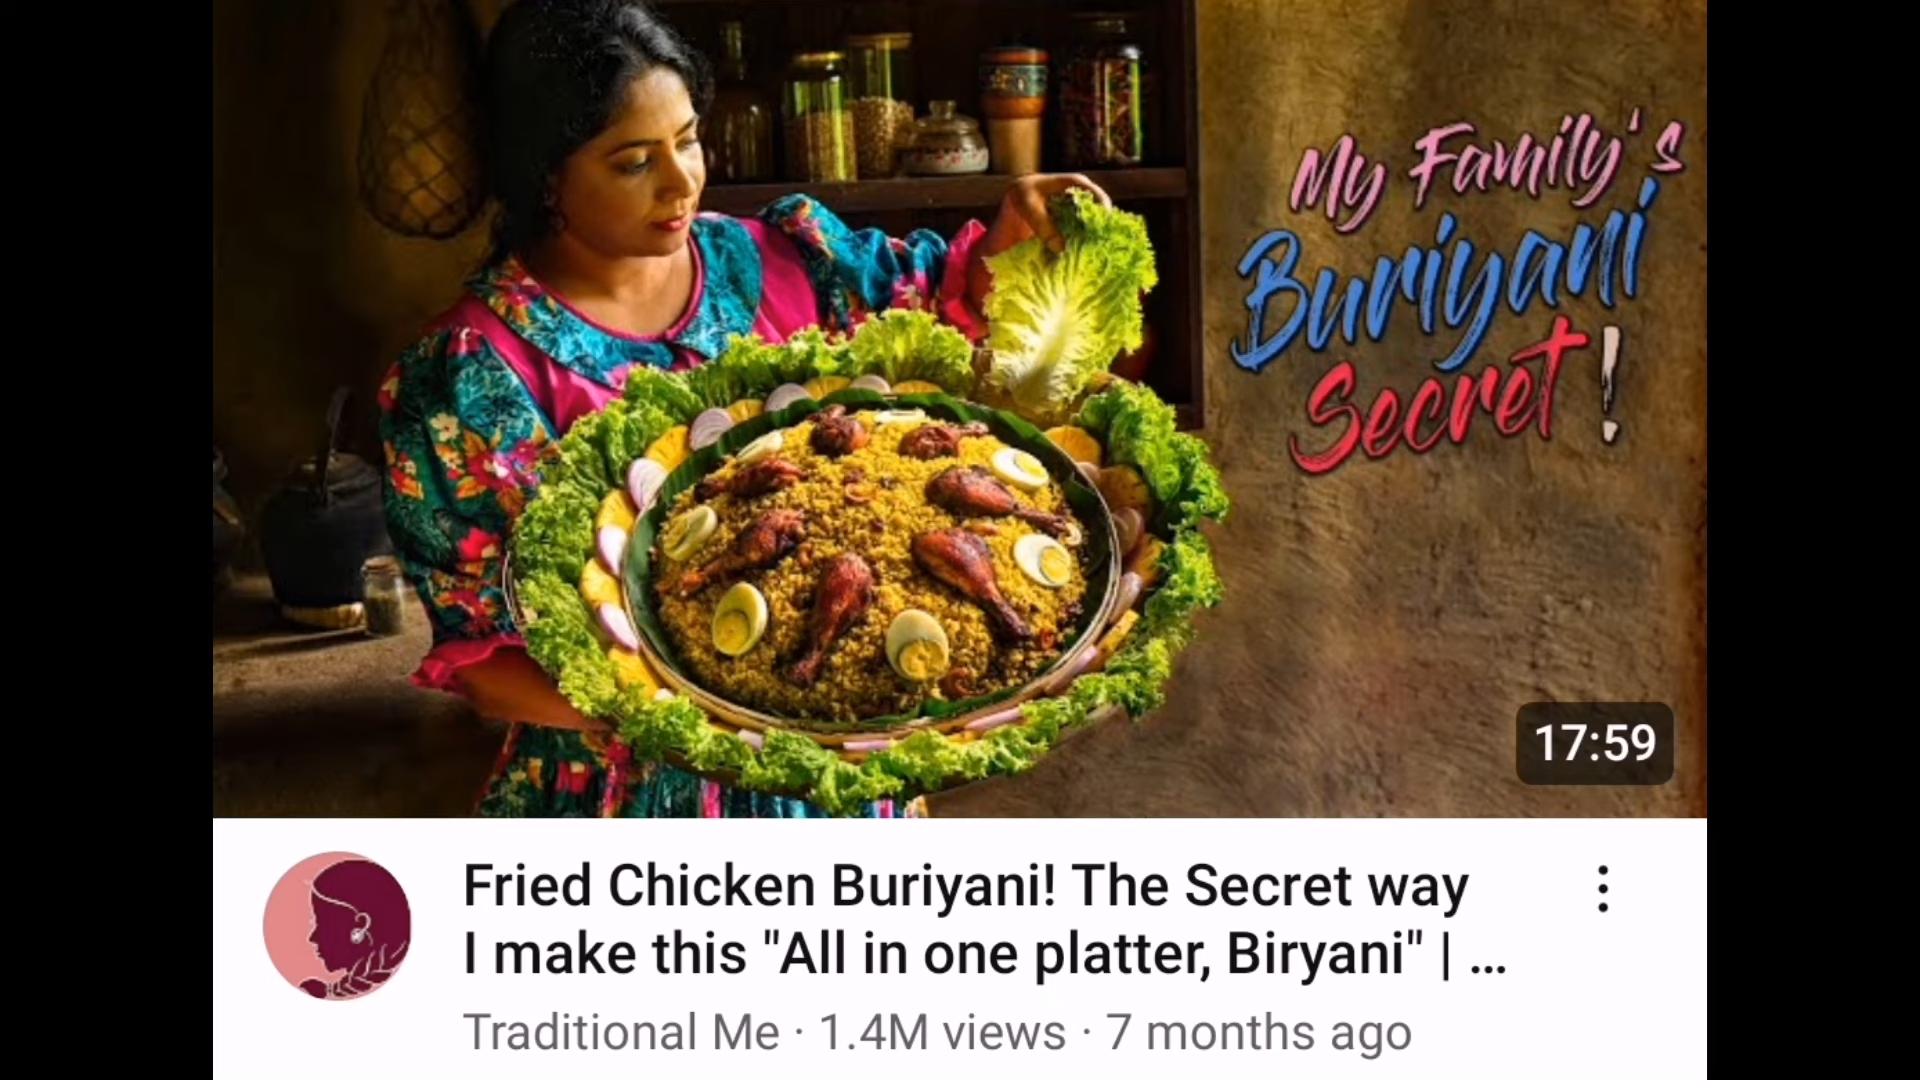 My Family's
Buriyani
Secret!
17:59
Fried Chicken Buriyani! The Secret way
I make this "All in one platter, Biryani" | ...
Traditional Me · 1.4M views · 7 months ago